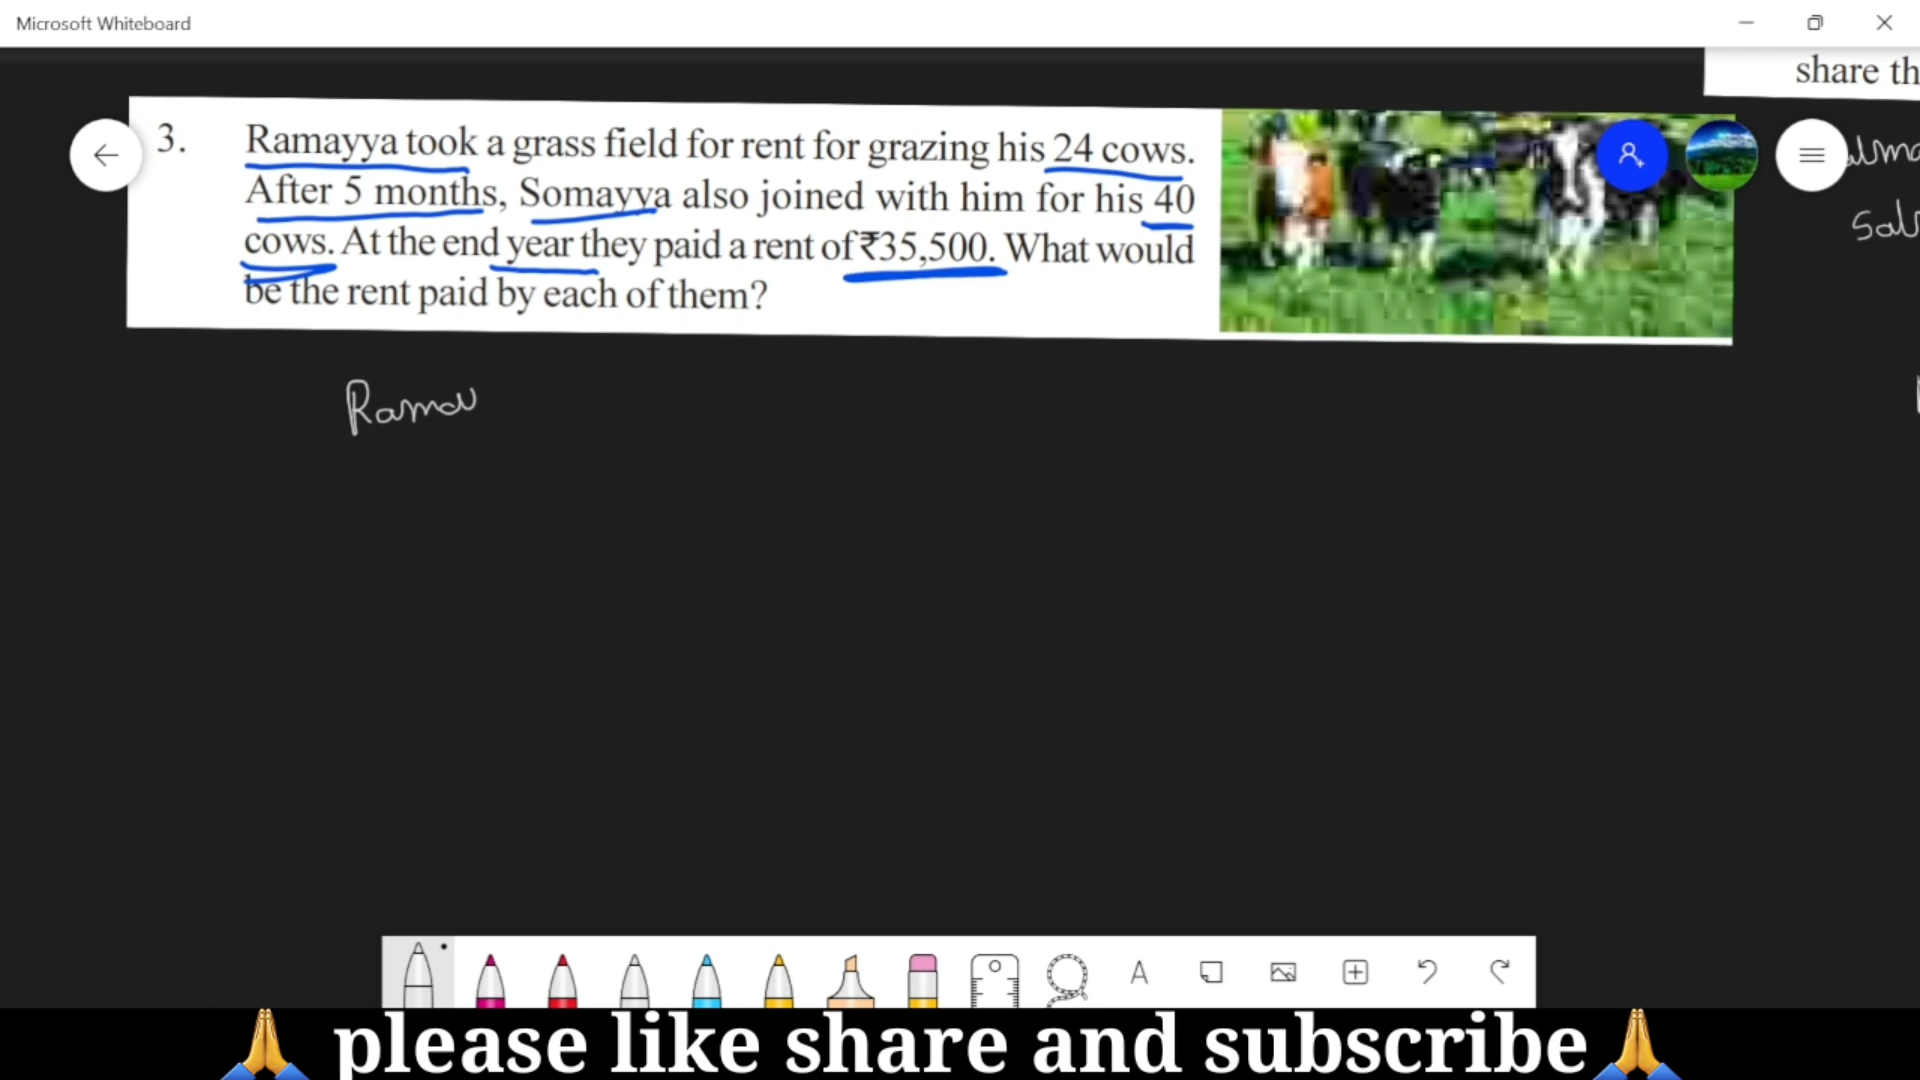 Microsoft Whiteboard
share th
3. Ramayya took a grass field for rent for grazing his 24 cows.
After 5 months, Somayya also joined with him for his 40
cows. At the end year they paid a rent of ₹35,500. What would
be the rent paid by each of them?
Sal
Rama
A
please like share and subscribe